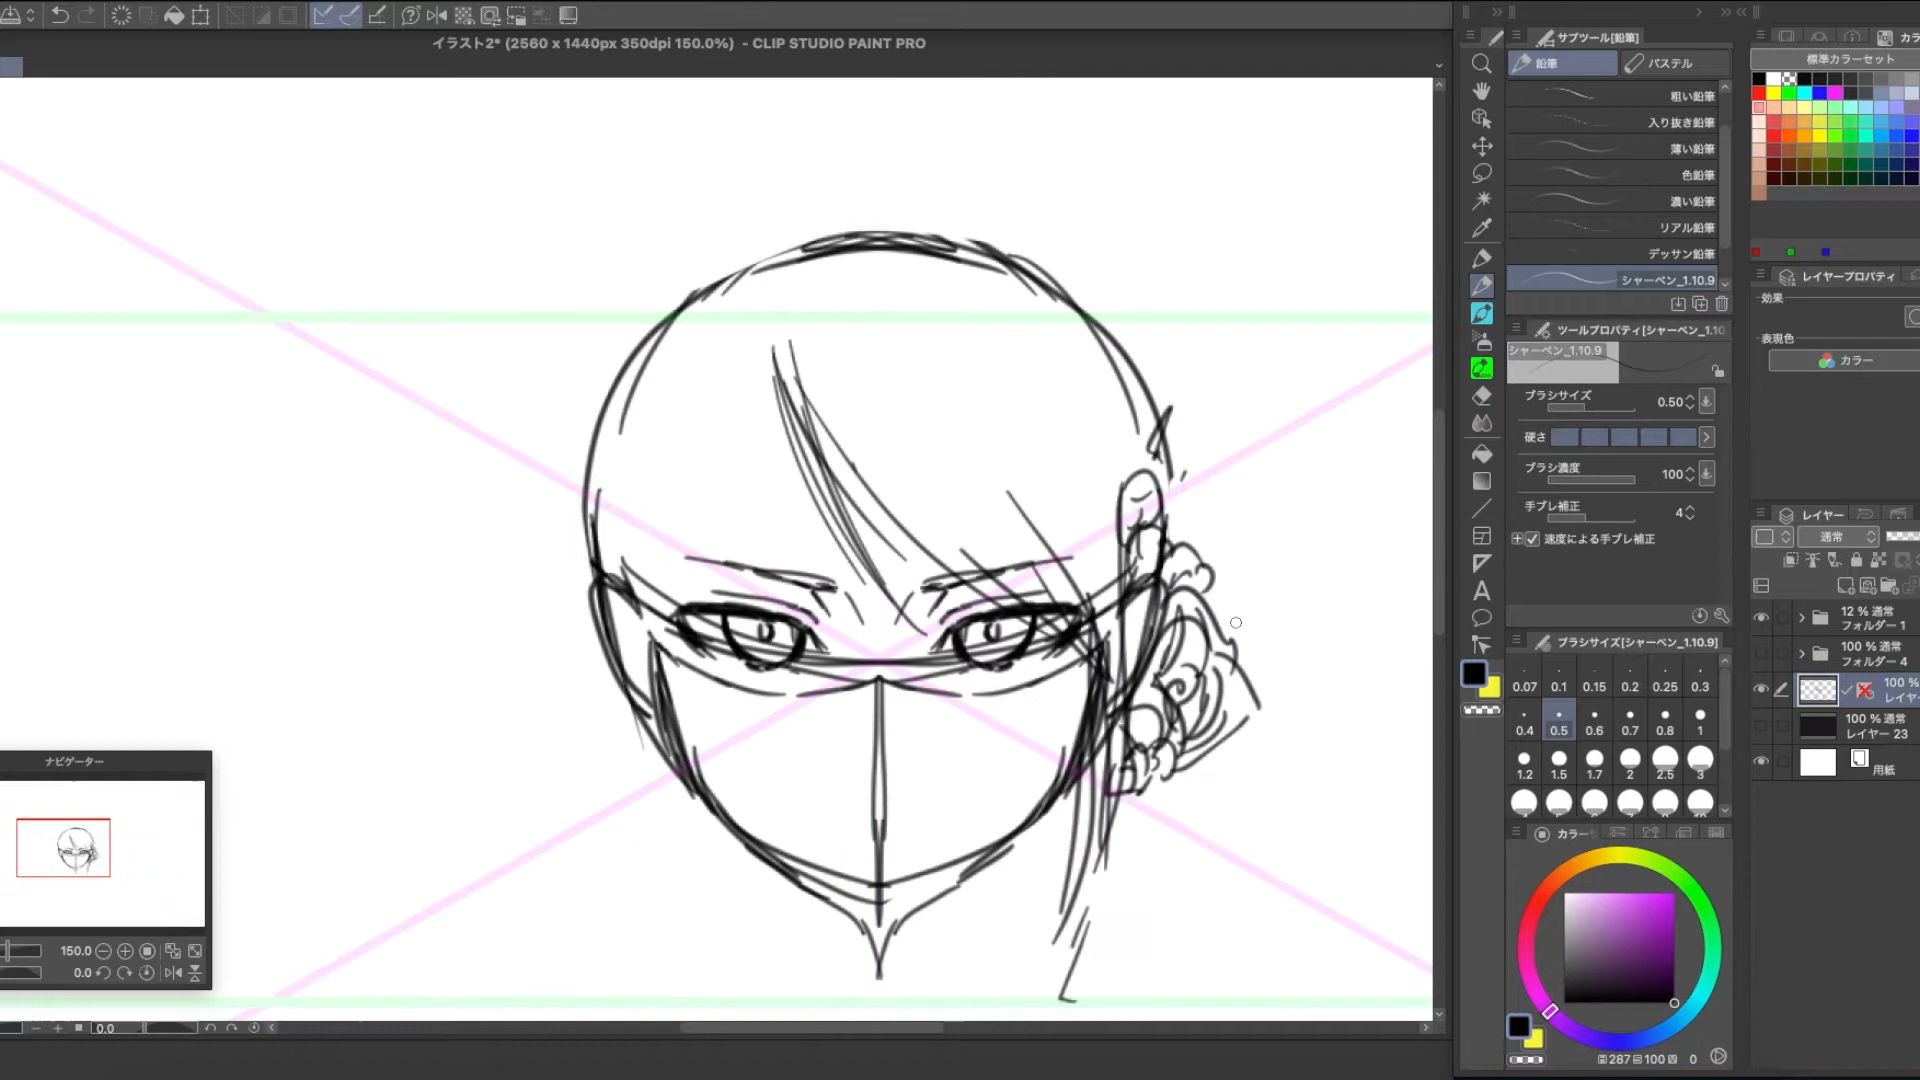 イラスト2* (2560 x 1440px 350dpi 150.0%)  - CLIP STUDIO PAINT PRO
サブツール[鉛筆]
鉛筆
パステル
粗い鉛筆
入り抜き鉛筆
薄い鉛筆
色鉛筆
濃い鉛筆
リアル鉛筆
デッサン鉛筆
シャーペン_1.10.9
ツールプロパティ[シャーペン_1.10
シャーペン_1.10.9
ブラシサイズ
0.50
硬さ
ブラシ濃度
100
手ブレ補正
4
速度による手ブレ補正
ブラシサイズ[シャーペン_1.10.9]
0.07 0.1 0.15 0.2 0.25 0.3
0.4 0.5 0.6 0.7 0.8 1
1.2 1.5 1.7 2 2.5 3
カラー
287 100 0
カラ
標準カラーセット
レイヤープロパティ
効果
表現色
カラー
レイヤー
通常
12 % 通常
フォルダー 1
100 % 通常
フォルダー 4
100 %
レイヤ
100 % 通常
レイヤー 23
用紙
ナビゲーター
150.0
0.0
0.0